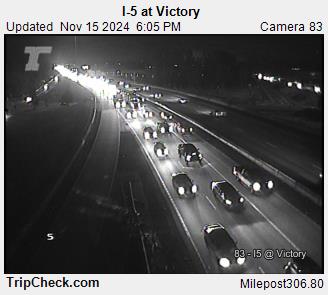 I-5 at Victory
Updated Nov 15 2024 6:05 PM Camera 83
T
S
83 - I5 @ Victory
TripCheck.com Milepost306.80